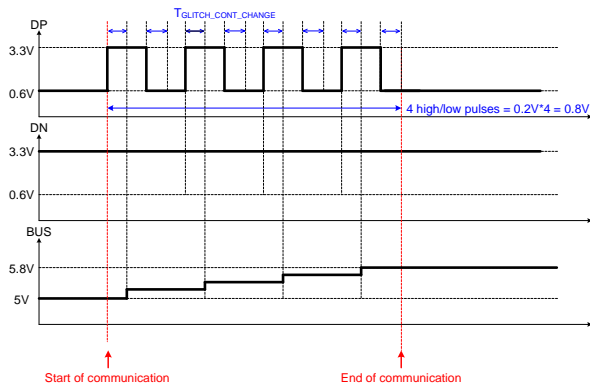 T_GLITCH_CONT_CHANGE
DP
3.3V
0.6V
4 high/low pulses = 0.2V*4 = 0.8V
DN
3.3V
0.6V
BUS
5.8V
5V
Start of communication
End of communication